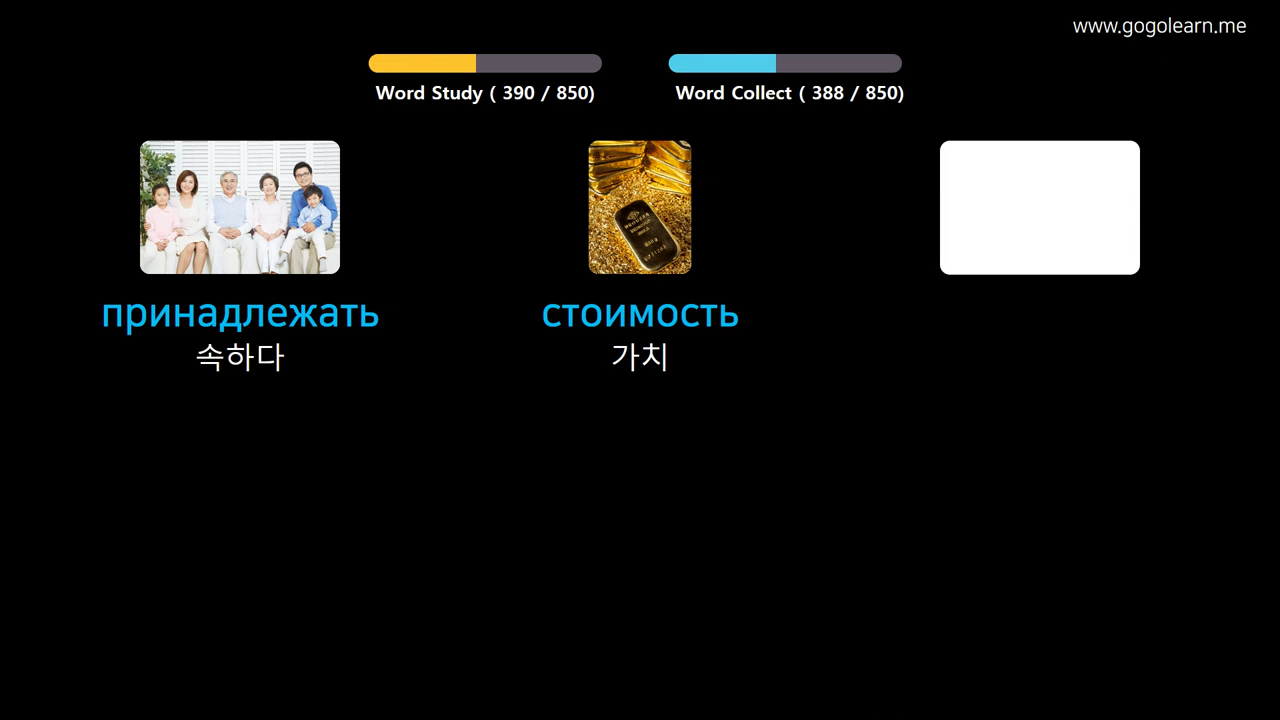 www.gogolearn.me
Word Study ( 390 / 850)
Word Collect ( 388 / 850)
принадлежать
속하다
стоимость
가치